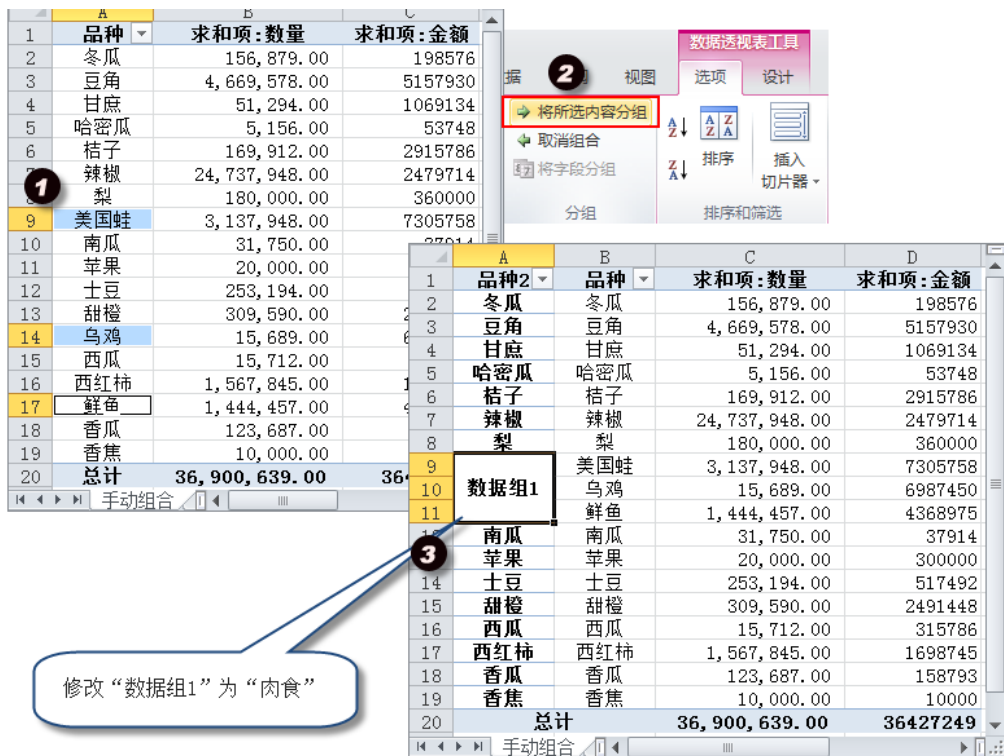 A B C
1 品种 求和项:数量 求和项:金额
2 冬瓜 156,879.00 198576
3 豆角 4,669,578.00 5157930
4 甘庶 51,294.00 1069134
5 哈密瓜 5,156.00 53748
6 桔子 169,912.00 2915786
辣椒 24,737,948.00 2479714
1
梨 180,000.00 360000
9 美国蛙 3,137,948.00 7305758
10 南瓜 31,750.00 37914
11 苹果 20,000.00
12 土豆 253,194.00
13 甜橙 309,590.00 2
14 乌鸡 15,689.00 6
15 西瓜 15,712.00
16 西红柿 1,567,845.00 1
17 鲜鱼 1,444,457.00 4
18 香瓜 123,687.00
19 香焦 10,000.00
20 总计 36,900,639.00 364
手动组合
数据透视表工具
据 2 视图 选项 设计
将所选内容分组
取消组合
将字段分组
分组
排序
插入
切片器
排序和筛选
A B C D
1 品种2 品种 求和项:数量 求和项:金额
2 冬瓜 冬瓜 156,879.00 198576
3 豆角 豆角 4,669,578.00 5157930
4 甘庶 甘庶 51,294.00 1069134
5 哈密瓜 哈密瓜 5,156.00 53748
6 桔子 桔子 169,912.00 2915786
7 辣椒 辣椒 24,737,948.00 2479714
8 梨 梨 180,000.00 360000
9 美国蛙 3,137,948.00 7305758
10 数据组1 乌鸡 15,689.00 6987450
11 鲜鱼 1,444,457.00 4368975
南瓜 南瓜 31,750.00 37914
3 苹果 苹果 20,000.00 300000
14 土豆 土豆 253,194.00 517492
15 甜橙 甜橙 309,590.00 2491448
16 西瓜 西瓜 15,712.00 315786
17 西红柿 西红柿 1,567,845.00 1698745
18 香瓜 香瓜 123,687.00 158793
19 香焦 香焦 10,000.00 10000
20 总计 36,900,639.00 36427249
手动组合
修改“数据组1”为“肉食”